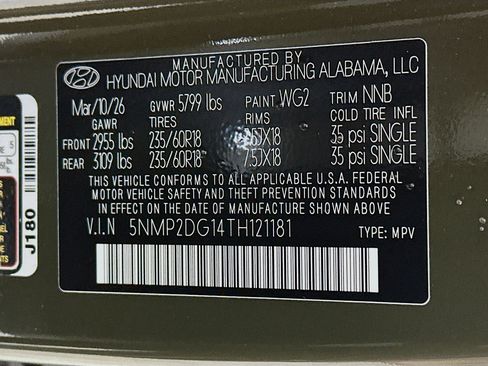 MANUFACTURED BY
HYUNDAI MOTOR MANUFACTURING ALABAMA, LLC
Mar/10/26 GVWR 5799 lbs PAINT WG2 TRIM NNB
GAWR TIRES RIMS COLD TIRE INFL
FRONT 2955 lbs 235/60R18 7.5JX18 35 psi SINGLE
REAR 3109 lbs 235/60R18 7.5JX18 35 psi SINGLE
THIS VEHICLE CONFORMS TO ALL APPLICABLE U.S.A. FEDERAL
MOTOR VEHICLE SAFETY AND THEFT PREVENTION STANDARDS
IN EFFECT ON THE DATE OF MANUFACTURE SHOWN ABOVE
V.I.N 5NMP2DG14TH121181 TYPE: MPV
J180